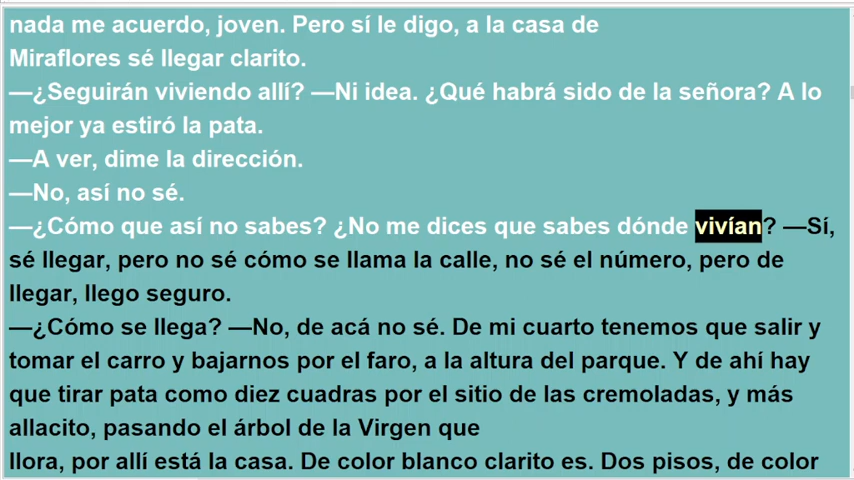 nada me acuerdo, joven. Pero sí le digo, a la casa de
Miraflores sé llegar clarito.
—¿Seguirán viviendo allí? —Ni idea. ¿Qué habrá sido de la señora? A lo
mejor ya estiró la pata.
—A ver, dime la dirección.
—No, así no sé.
—¿Cómo que así no sabes? ¿No me dices que sabes dónde vivían? —Sí,
sé llegar, pero no sé cómo se llama la calle, no sé el número, pero de
llegar, llego seguro.
—¿Cómo se llega? —No, de acá no sé. De mi cuarto tenemos que salir y
tomar el carro y bajarnos por el faro, a la altura del parque. Y de ahí hay
que tirar pata como diez cuadras por el sitio de las cremoladas, y más
allacito, pasando el árbol de la Virgen que
llora, por allí está la casa. De color blanco clarito es. Dos pisos, de color